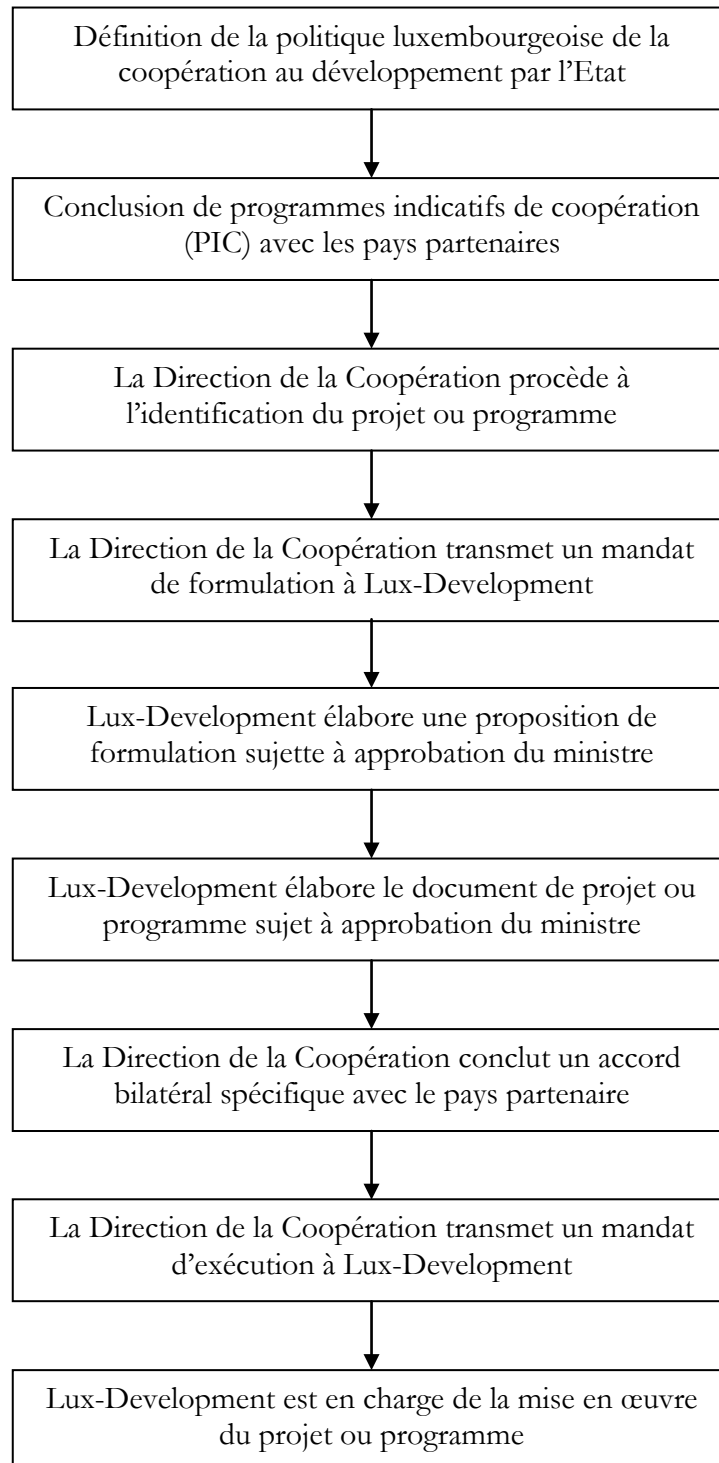 Définition de la politique luxembourgeoise de la
coopération au développement par l’Etat
Conclusion de programmes indicatifs de coopération
(PIC) avec les pays partenaires
La Direction de la Coopération procède à
l’identification du projet ou programme
La Direction de la Coopération transmet un mandat
de formulation à Lux-Development
Lux-Development élabore une proposition de
formulation sujette à approbation du ministre
Lux-Development élabore le document de projet ou
programme sujet à approbation du ministre
La Direction de la Coopération conclut un accord
bilatéral spécifique avec le pays partenaire
La Direction de la Coopération transmet un mandat
d’exécution à Lux-Development
Lux-Development est en charge de la mise en œuvre
du projet ou programme